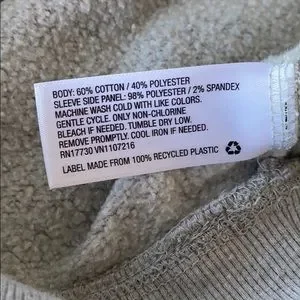 BODY: 60% COTTON / 40% POLYESTER
SLEEVE SIDE PANEL: 98% POLYESTER / 2% SPANDEX
MACHINE WASH COLD WITH LIKE COLORS.
GENTLE CYCLE. ONLY NON-CHLORINE
BLEACH IF NEEDED. TUMBLE DRY LOW.
REMOVE PROMPTLY. COOL IRON IF NEEDED.
RN17730 VN1107216
LABEL MADE FROM 100% RECYCLED PLASTIC